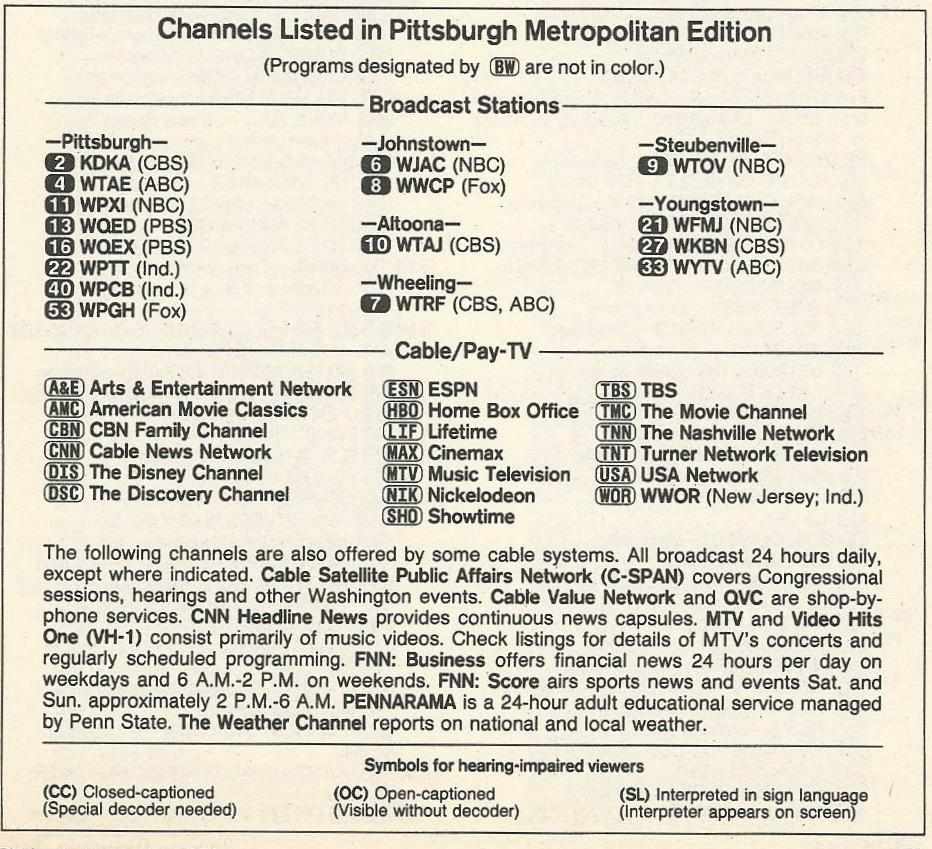 Channels Listed in Pittsburgh Metropolitan Edition
(Programs designated by BW are not in color.)
Broadcast Stations
—Pittsburgh—
2 KDKA (CBS)
4 WTAE (ABC)
11 WPXI (NBC)
13 WQED (PBS)
16 WQEX (PBS)
22 WPTT (Ind.)
40 WPCB (Ind.)
53 WPGH (Fox)
—Johnstown—
6 WJAC (NBC)
8 WWCP (Fox)
—Altoona—
10 WTAJ (CBS)
—Wheeling—
7 WTRF (CBS, ABC)
—Steubenville—
9 WTOV (NBC)
—Youngstown—
21 WFMJ (NBC)
27 WKBN (CBS)
33 WYTV (ABC)
Cable/Pay-TV
A&E Arts & Entertainment Network
AMC American Movie Classics
CBN CBN Family Channel
CNN Cable News Network
DIS The Disney Channel
DSC The Discovery Channel
ESN ESPN
HBO Home Box Office
LIF Lifetime
MAX Cinemax
MTV Music Television
NIK Nickelodeon
SHO Showtime
TBS TBS
TMC The Movie Channel
TNN The Nashville Network
TNT Turner Network Television
USA USA Network
WOR WWOR (New Jersey; Ind.)
The following channels are also offered by some cable systems. All broadcast 24 hours daily,
except where indicated. Cable Satellite Public Affairs Network (C-SPAN) covers Congressional
sessions, hearings and other Washington events. Cable Value Network and QVC are shop-by-
phone services. CNN Headline News provides continuous news capsules. MTV and Video Hits
One (VH-1) consist primarily of music videos. Check listings for details of MTV's concerts and
regularly scheduled programming. FNN: Business offers financial news 24 hours per day on
weekdays and 6 A.M.-2 P.M. on weekends. FNN: Score airs sports news and events Sat. and
Sun. approximately 2 P.M.-6 A.M. PENNARAMA is a 24-hour adult educational service managed
by Penn State. The Weather Channel reports on national and local weather.
Symbols for hearing-impaired viewers
(CC) Closed-captioned
(Special decoder needed)
(OC) Open-captioned
(Visible without decoder)
(SL) Interpreted in sign language
(Interpreter appears on screen)